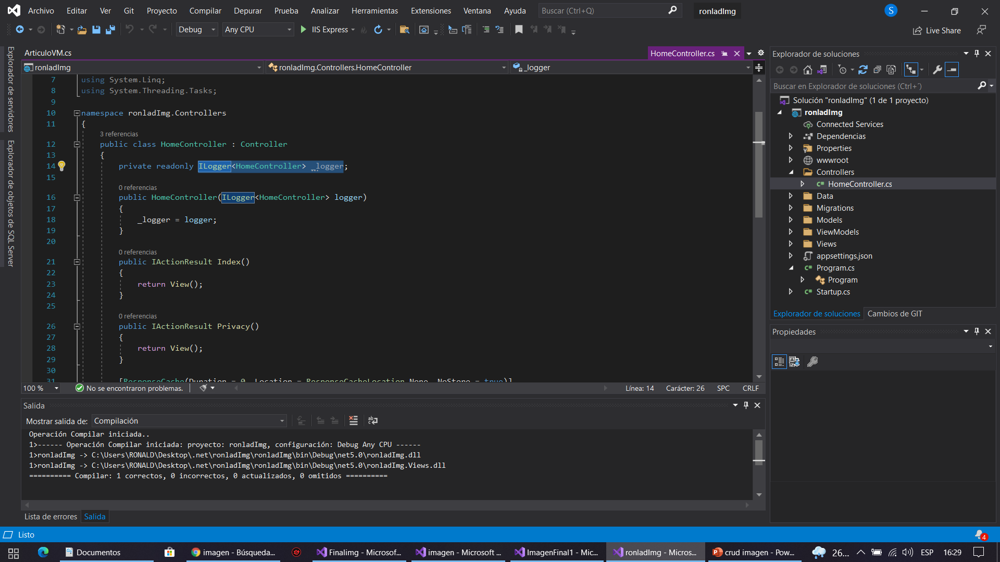 Archivo Editar Ver Git Proyecto Compilar Depurar Prueba Analizar Herramientas Extensiones Ventana Ayuda Buscar (Ctrl+Q) ronladImg S
Debug Any CPU IIS Express Live Share
Explorador de servidores
Explorador de objetos de SQL Server
ArticuloVM.cs HomeController.cs
ronladImg ronladImg.Controllers.HomeController _logger
7 using System.Linq;
8 using System.Threading.Tasks;
9
10 namespace ronladImg.Controllers
11 {
3 referencias
12 public class HomeController : Controller
13 {
14 private readonly ILogger<HomeController> _logger;
15
0 referencias
16 public HomeController(ILogger<HomeController> logger)
17 {
18 _logger = logger;
19 }
20
0 referencias
21 public IActionResult Index()
22 {
23 return View();
24 }
25
0 referencias
26 public IActionResult Privacy()
27 {
28 return View();
29 }
30
31 [ResponseCache(Duration = 0, Location = ResponseCacheLocation.None, NoStore = true)]
100 % No se encontraron problemas. Línea: 14 Carácter: 26 SPC CRLF
Salida
Mostrar salida de: Compilación
Operación Compilar iniciada..
1>------ Operación Compilar iniciada: proyecto: ronladImg, configuración: Debug Any CPU ------
1>ronladImg -> C:\Users\RONALD\Desktop\.net\ronladImg\ronladImg\bin\Debug\net5.0\ronladImg.dll
1>ronladImg -> C:\Users\RONALD\Desktop\.net\ronladImg\ronladImg\bin\Debug\net5.0\ronladImg.Views.dll
========== Compilar: 1 correctos, 0 incorrectos, 0 actualizados, 0 omitidos ==========
Lista de errores Salida
Explorador de soluciones
Buscar en Explorador de soluciones (Ctrl+´)
Solución "ronladImg" (1 de 1 proyecto)
ronladImg
Connected Services
Dependencias
Properties
wwwroot
Controllers
C# HomeController.cs
Data
Migrations
Models
ViewModels
Views
appsettings.json
C# Program.cs
Program
C# Startup.cs
Explorador de soluciones Cambios de GIT
Propiedades
Listo 4
Documentos imagen - Búsqueda... FinaImg - Microsof... imagen - Microsoft ... ImagenFinal1 - Mic... ronladImg - Micros... crud imagen - Pow... 26... ESP 16:29